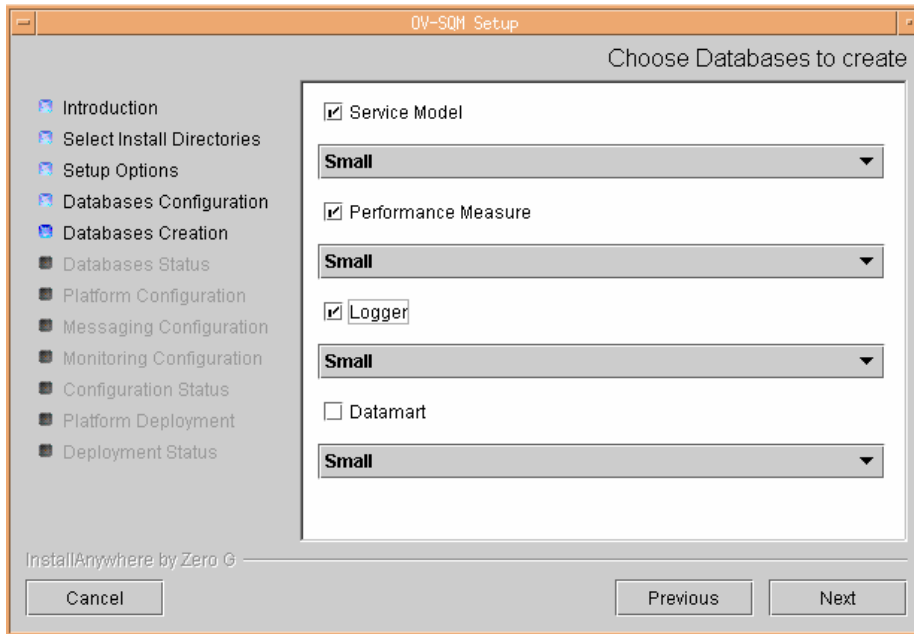 OV-SQM Setup
Choose Databases to create
Introduction
Select Install Directories
Setup Options
Databases Configuration
Databases Creation
Databases Status
Platform Configuration
Messaging Configuration
Monitoring Configuration
Configuration Status
Platform Deployment
Deployment Status
Service Model
Small
Performance Measure
Small
Logger
Small
Datamart
Small
InstallAnywhere by Zero G
Cancel
Previous
Next